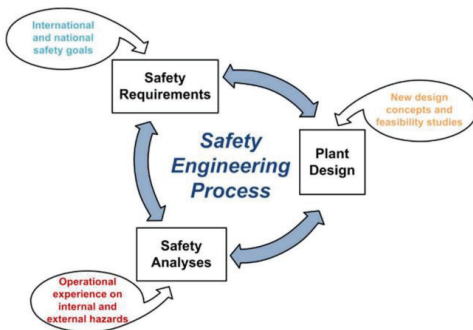 International
and national
safety goals
Safety
Requirements
New design
concepts and
feasibility studies
Safety
Engineering
Process
Plant
Design
Safety
Analyses
Operational
experience on
internal and
external hazards